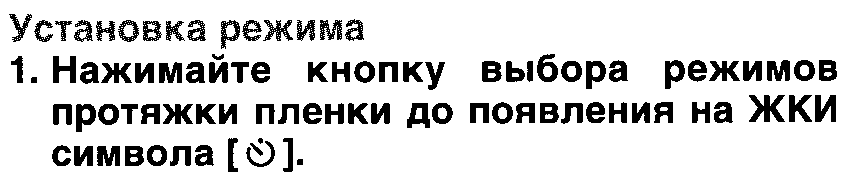 Установка режима
1. Нажимайте кнопку выбора режимов
протяжки пленки до появления на ЖКИ
символа [⏲].